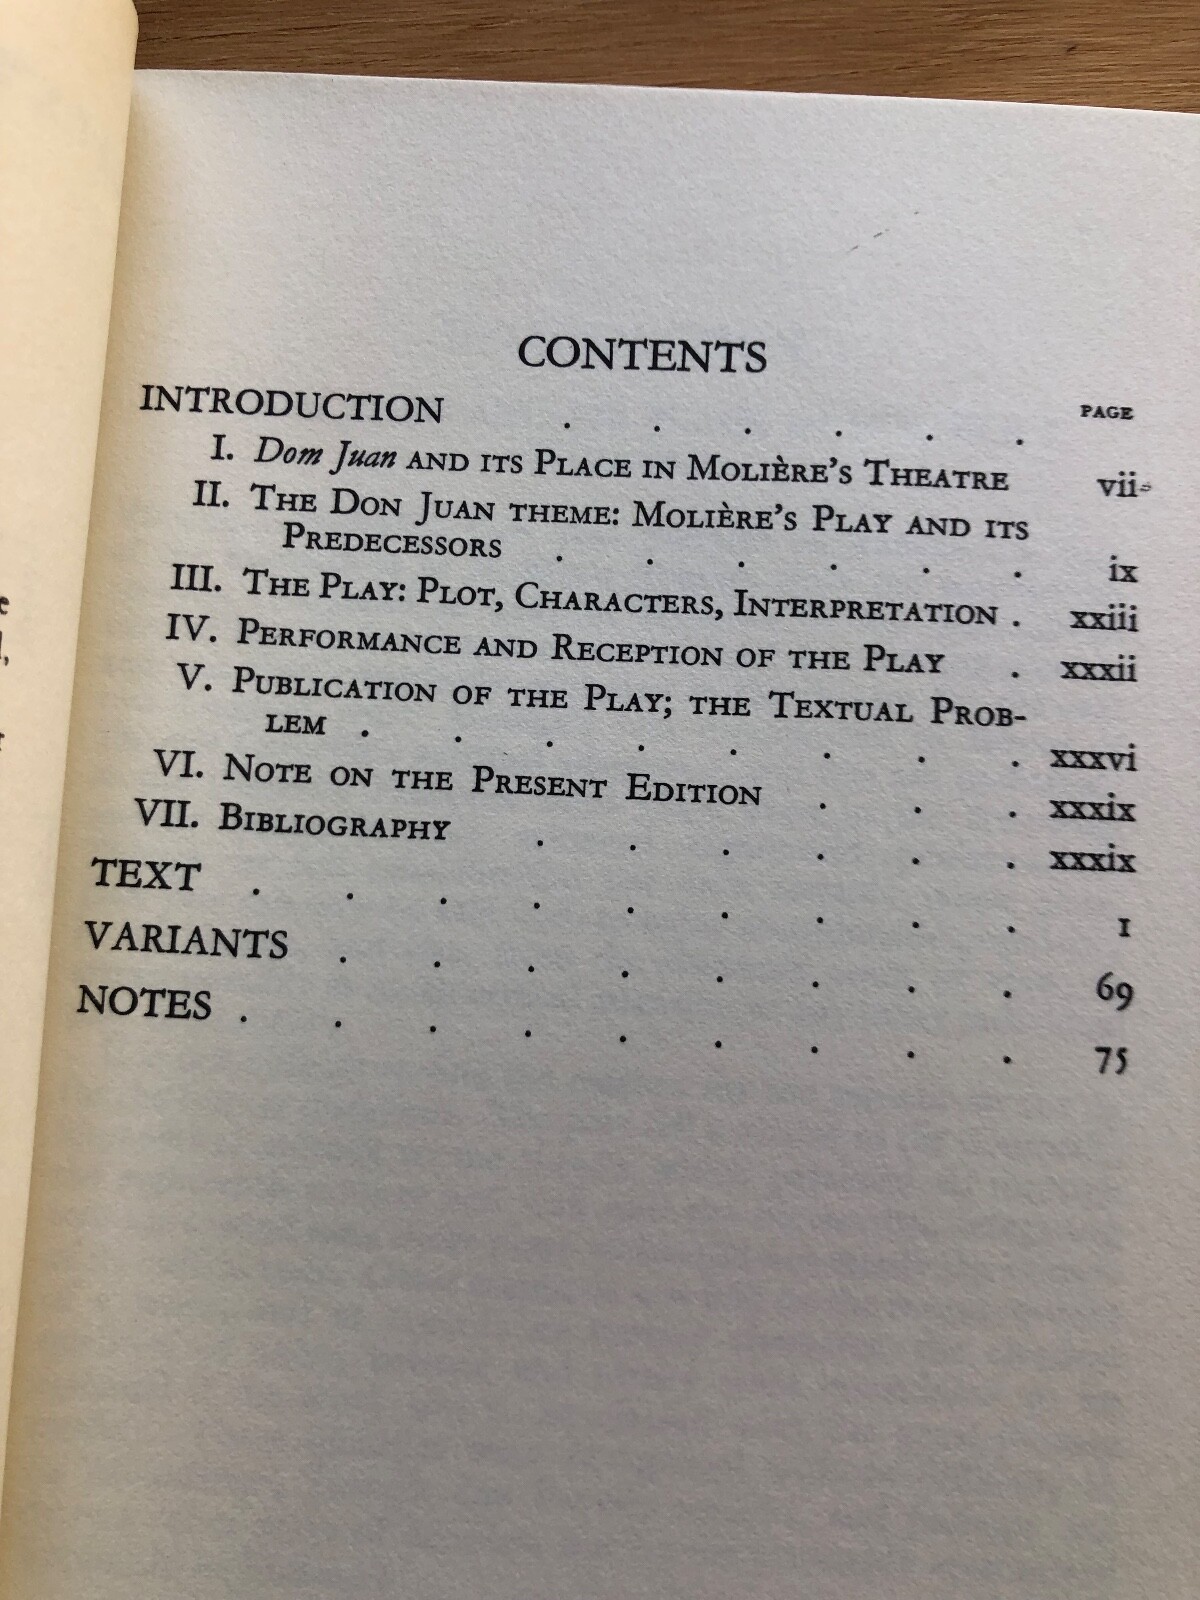 CONTENTS
PAGE
INTRODUCTION . . . . . .
I. Dom Juan AND ITS PLACE IN MOLIÈRE'S THEATRE vii
II. THE DON JUAN THEME: MOLIÈRE'S PLAY AND ITS
PREDECESSORS . . . . . . ix
III. THE PLAY: PLOT, CHARACTERS, INTERPRETATION . xxiii
IV. PERFORMANCE AND RECEPTION OF THE PLAY . xxxii
V. PUBLICATION OF THE PLAY; THE TEXTUAL PROB-
LEM . . . . . . . . xxxvi
VI. NOTE ON THE PRESENT EDITION . . . xxxix
VII. BIBLIOGRAPHY . . . . . . xxxix
TEXT . . . . . . . . . 1
VARIANTS . . . . . . . . 69
NOTES . . . . . . . . . 75